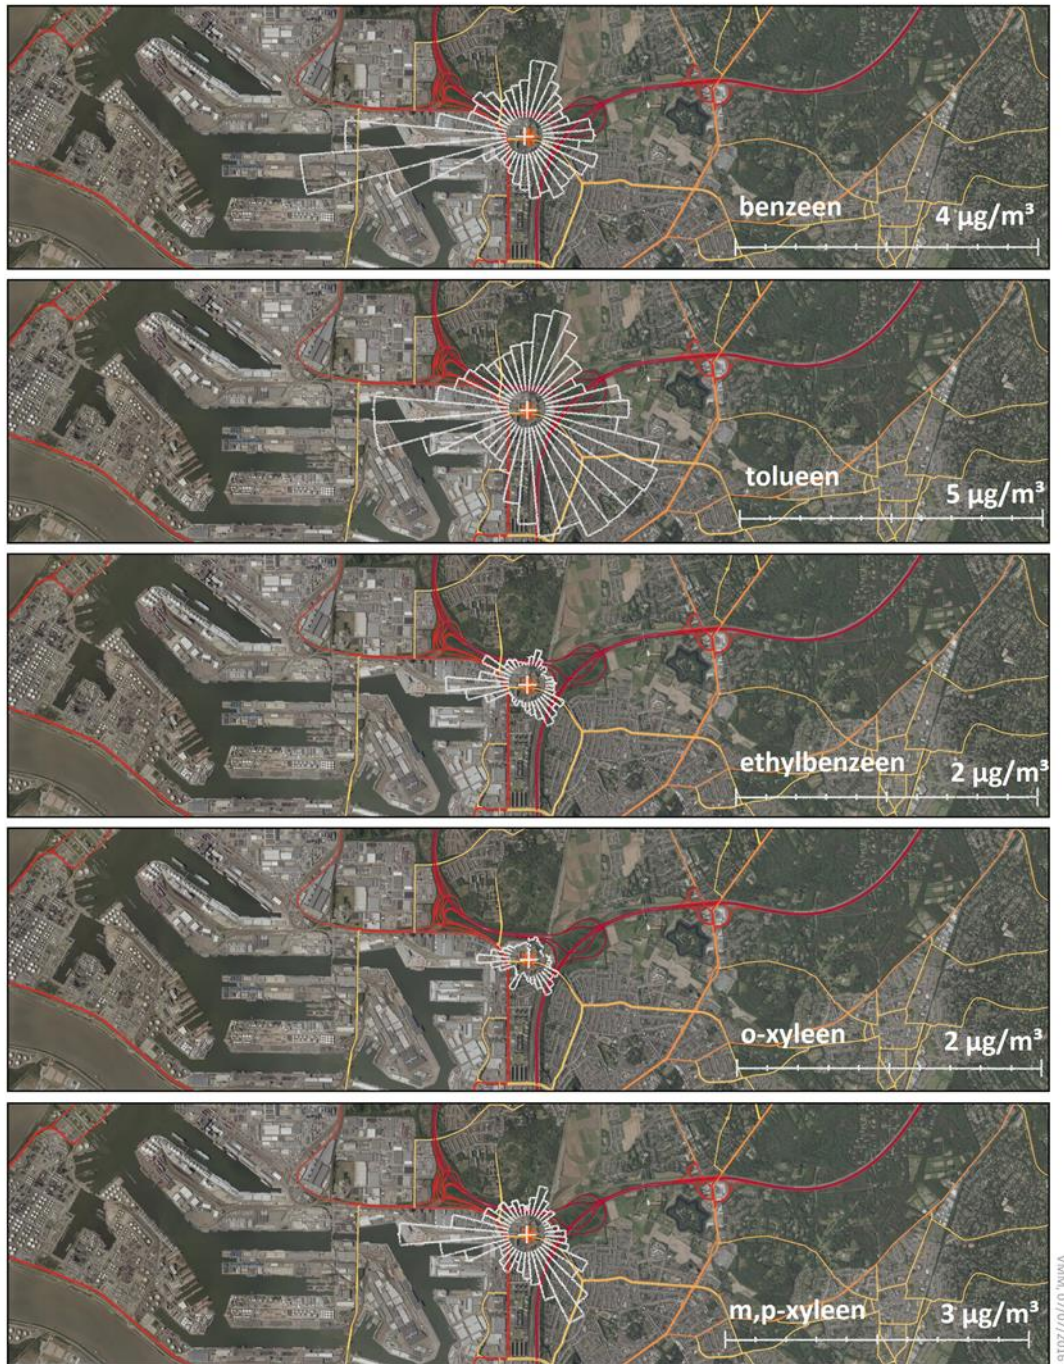 benzeen
4 µg/m³
tolueen
5 µg/m³
ethylbenzeen
2 µg/m³
o-xyleen
2 µg/m³
m,p-xyleen
3 µg/m³